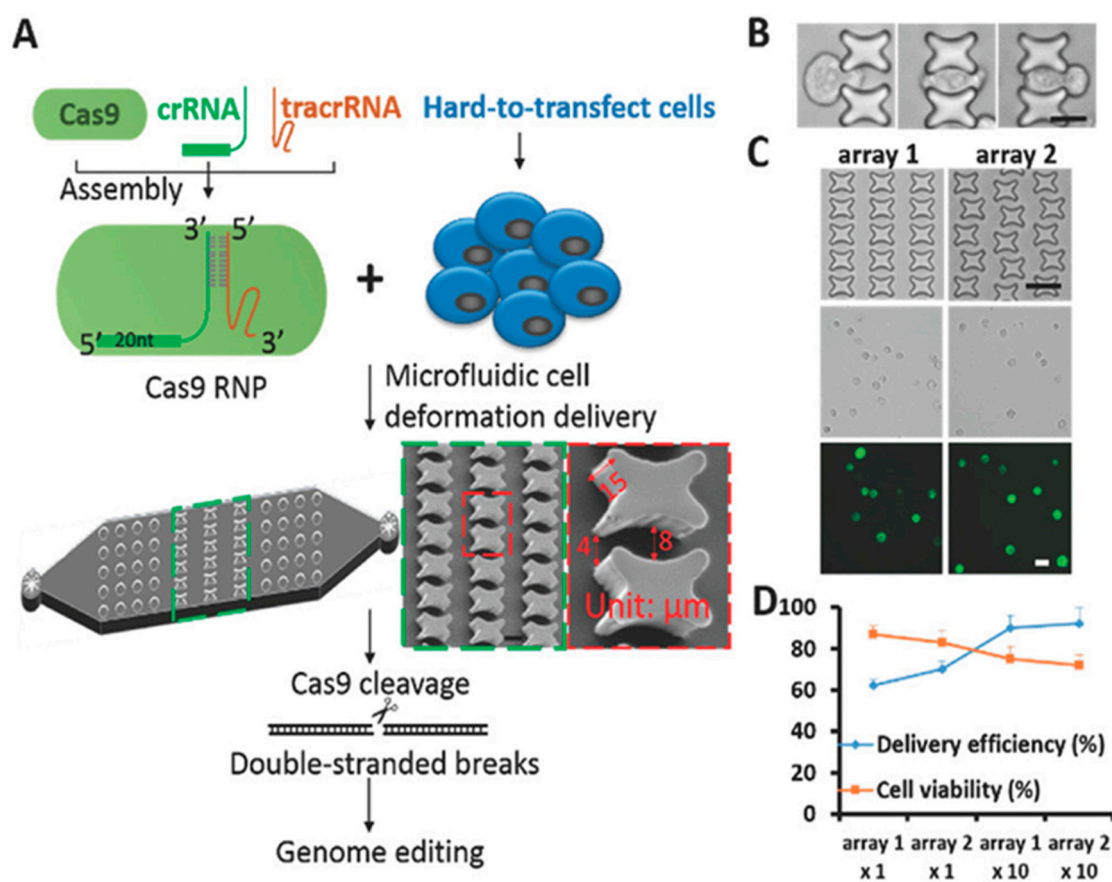 A
Cas9
crRNA
tracrRNA
Hard-to-transfect cells
Assembly
3’ 5’
5’ 20nt 3’
+
Cas9 RNP
Microfluidic cell
deformation delivery
15
4
8
Unit: μm
Cas9 cleavage
Double-stranded breaks
Genome editing
B
C
array 1
array 2
D
100
80
60
40
20
0
Delivery efficiency (%)
Cell viability (%)
array 1
x 1
array 2
x 1
array 1
x 10
array 2
x 10